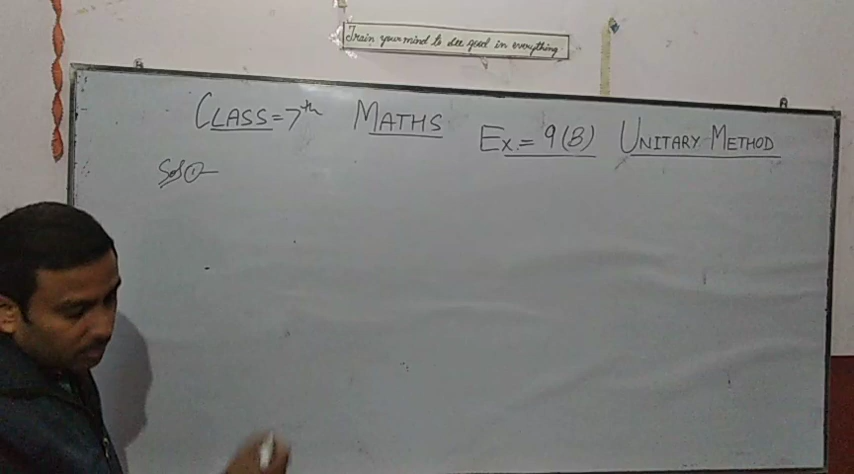 Train your mind to see good in everything.
CLASS = 7th MATHS Ex. = 9(B) UNITARY METHOD
Sol ①